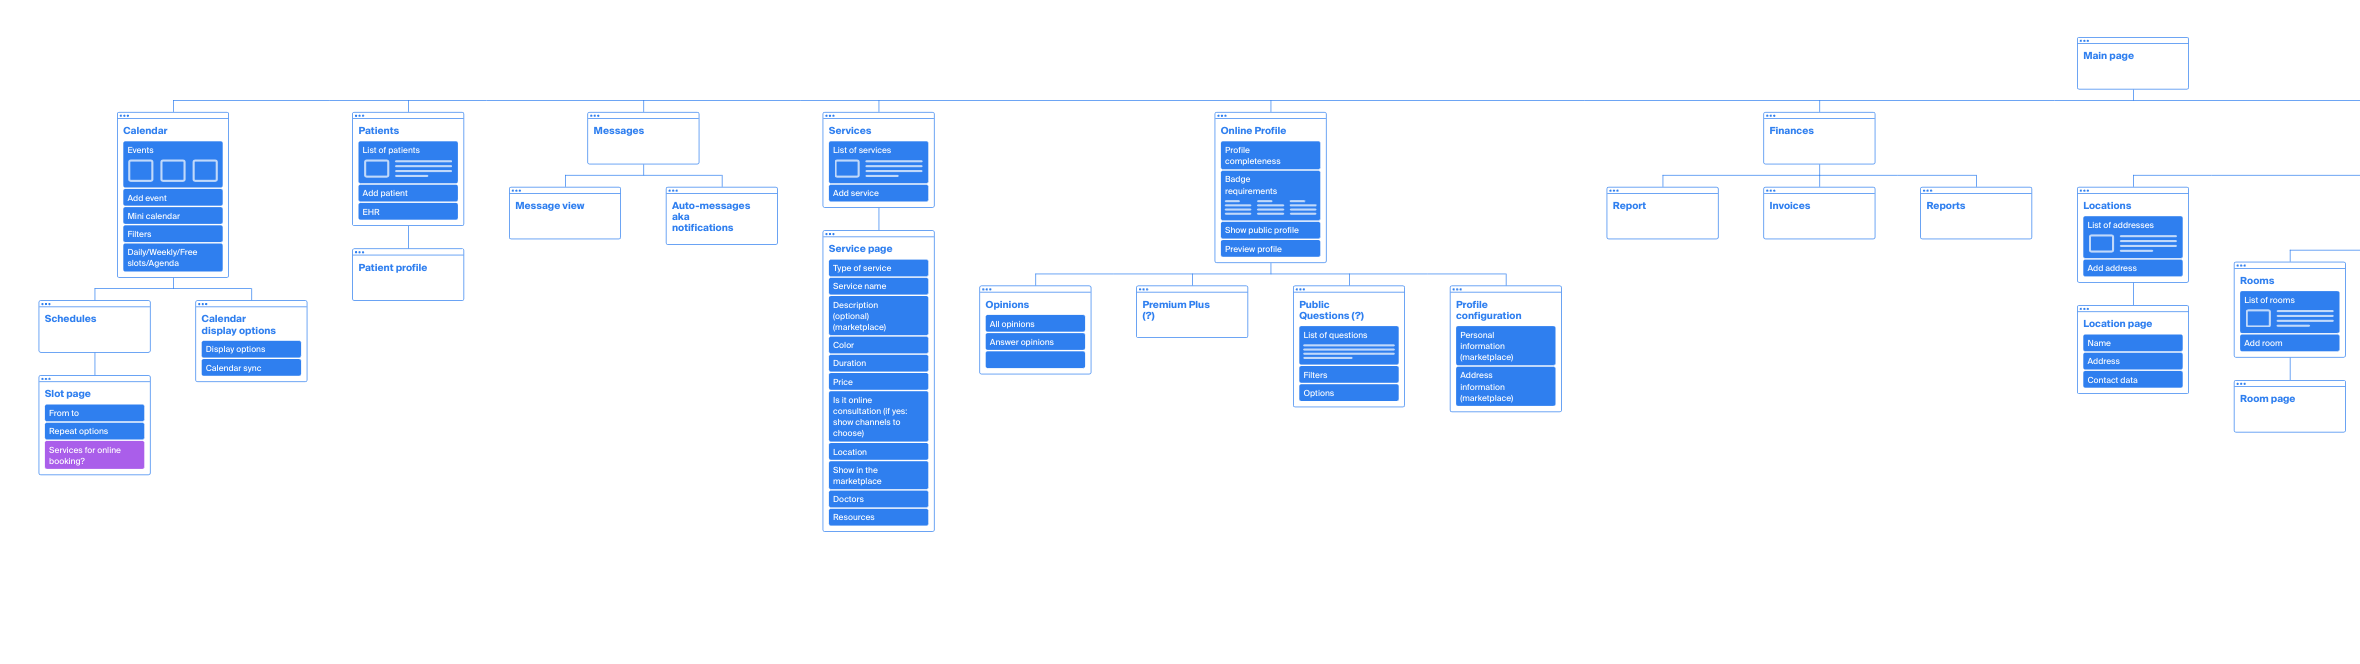 Main page
Calendar
Events
Add event
Mini calendar
Filters
Daily/Weekly/Free
slots/Agenda
Schedules
Slot page
From to
Repeat options
Services for online
booking?
Calendar
display options
Display options
Calendar sync
Patients
List of patients
Add patient
EHR
Patient profile
Messages
Message view
Auto-messages
aka
notifications
Services
List of services
Add service
Service page
Type of service
Service name
Description
(optional)
(marketplace)
Color
Duration
Price
Is it online
consultation (if yes:
show channels to
choose)
Location
Show in the
marketplace
Doctors
Resources
Online Profile
Profile
completeness
Badge
requirements
Show public profile
Preview profile
Opinions
All opinions
Answer opinions
Premium Plus
(?)
Public
Questions (?)
List of questions
Filters
Options
Profile
configuration
Personal
information
(marketplace)
Address
information
(marketplace)
Finances
Report
Invoices
Reports
Locations
List of addresses
Add address
Location page
Name
Address
Contact data
Rooms
List of rooms
Add room
Room page